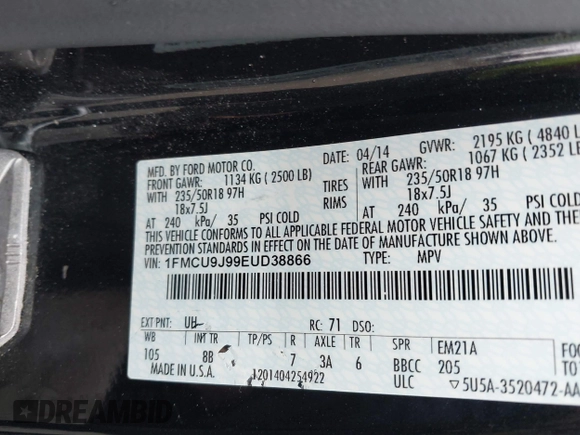 MFD. BY FORD MOTOR CO. DATE: 04/14 GVWR: 2195 KG ( 4840 L
FRONT GAWR: 1134 KG ( 2500 LB) REAR GAWR: 1067 KG ( 2352 LB
WITH 235/50R18 97H TIRES WITH 235/50R18 97H
18x7.5J RIMS 18x7.5J
AT 240 kPa/ 35 PSI COLD AT 240 kPa/ 35 PSI COLD
THIS VEHICLE CONFORMS TO ALL APPLICABLE FEDERAL MOTOR VEHICLE SAFETY AND
THEFT PREVENTION STANDARDS IN EFFECT ON THE DATE OF MANUFACTURE SHOWN
VIN: 1FMCU9J99EUD38866 TYPE: MPV
EXT PNT: RC: 71 DSO:
WB INT TR TP/PS R AXLE TR SPR EM21A FO
105 8B 7 3A 6 BBCC 205 TO
MADE IN U.S.A. 1201404254922 ULC ▽5U5A-3520472-AA
DREAMBID